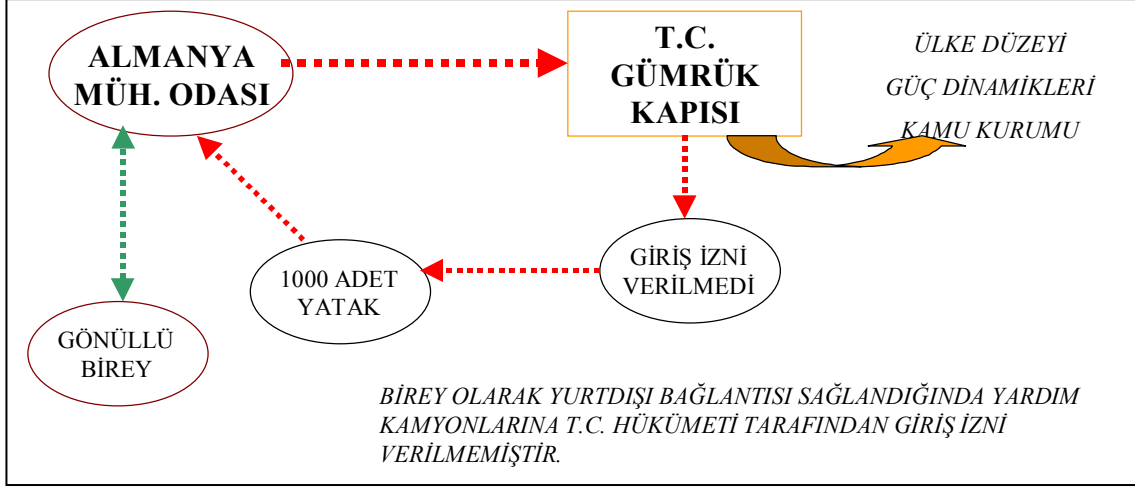 ALMANYA
MÜH. ODASI
T.C.
GÜMRÜK
KAPISI
ÜLKE DÜZEYİ
GÜÇ DİNAMİKLERİ
KAMU KURUMU
GİRİŞ İZNİ
VERİLMEDİ
1000 ADET
YATAK
GÖNÜLLÜ
BİREY
BİREY OLARAK YURTDIŞI BAĞLANTISI SAĞLANDIĞINDA YARDIM
KAMYONLARINA T.C. HÜKÜMETİ TARAFINDAN GİRİŞ İZNİ
VERİLMEMİŞTİR.